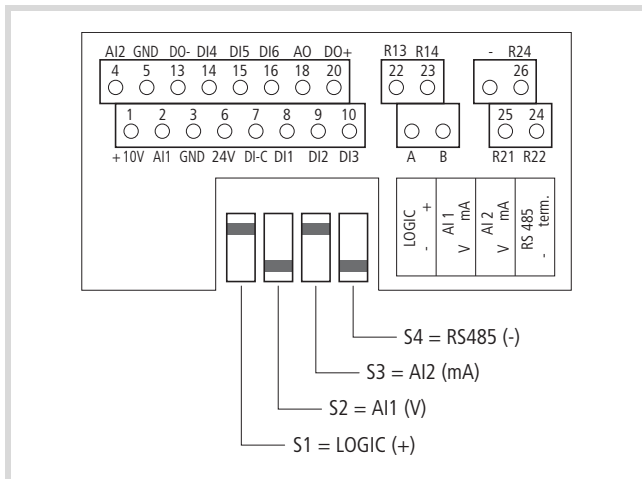 AI2 GND DO- DI4 DI5 DI6 AO DO+ R13 R14 - R24
4 5 13 14 15 16 18 20 22 23 26
1 2 3 6 7 8 9 10 25 24
+10V AI1 GND 24V DI-C DI1 DI2 DI3 A B R21 R22
LOGIC
- +
AI 1
V mA
AI 2
V mA
RS 485
- term.
S4 = RS485 (-)
S3 = AI2 (mA)
S2 = AI1 (V)
S1 = LOGIC (+)